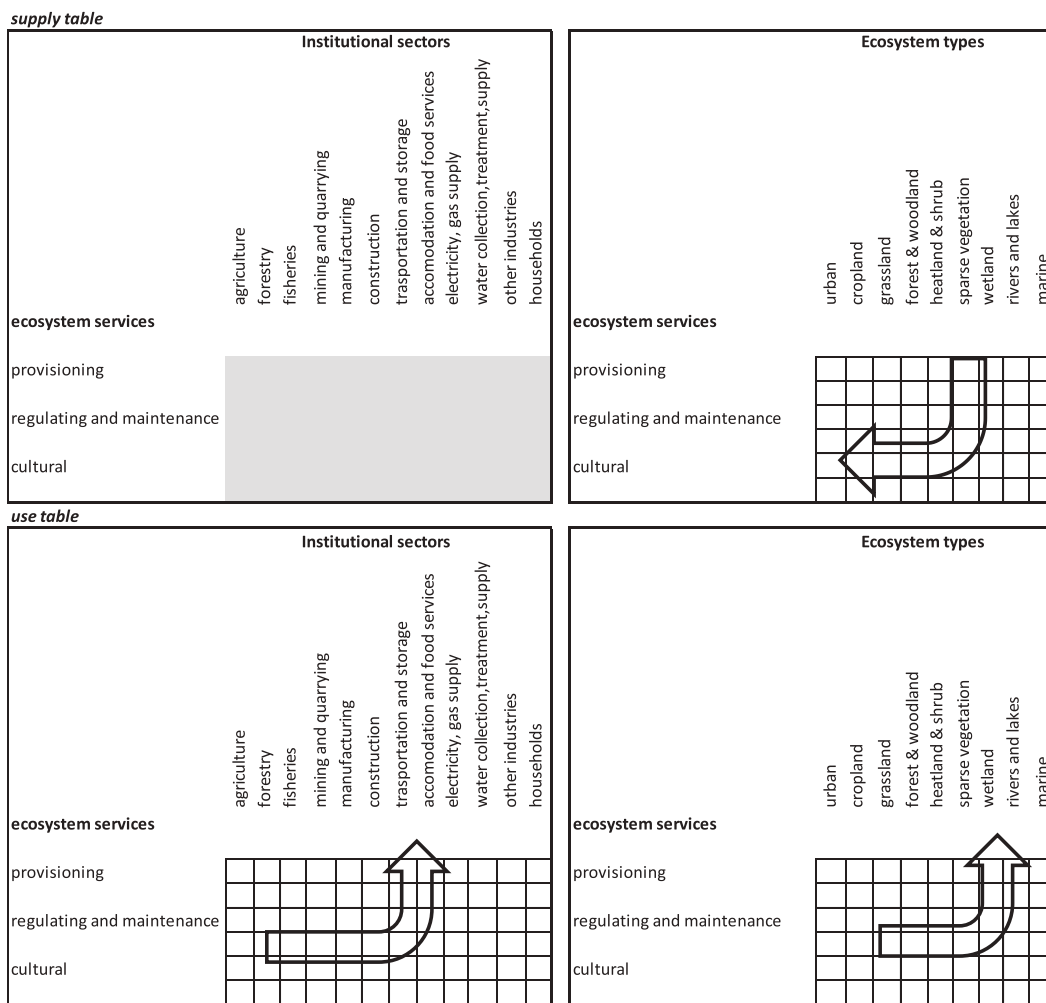 supply table
Institutional sectors
agriculture
forestry
fisheries
mining and quarrying
manufacturing
construction
trasportation and storage
accomodation and food services
electricity, gas supply
water collection,treatment,supply
other industries
households
ecosystem services
provisioning
regulating and maintenance
cultural
Ecosystem types
urban
cropland
grassland
forest & woodland
heatland & shrub
sparse vegetation
wetland
rivers and lakes
marine
ecosystem services
provisioning
regulating and maintenance
cultural
use table
Institutional sectors
agriculture
forestry
fisheries
mining and quarrying
manufacturing
construction
trasportation and storage
accomodation and food services
electricity, gas supply
water collection,treatment,supply
other industries
households
ecosystem services
provisioning
regulating and maintenance
cultural
Ecosystem types
urban
cropland
grassland
forest & woodland
heatland & shrub
sparse vegetation
wetland
rivers and lakes
marine
ecosystem services
provisioning
regulating and maintenance
cultural